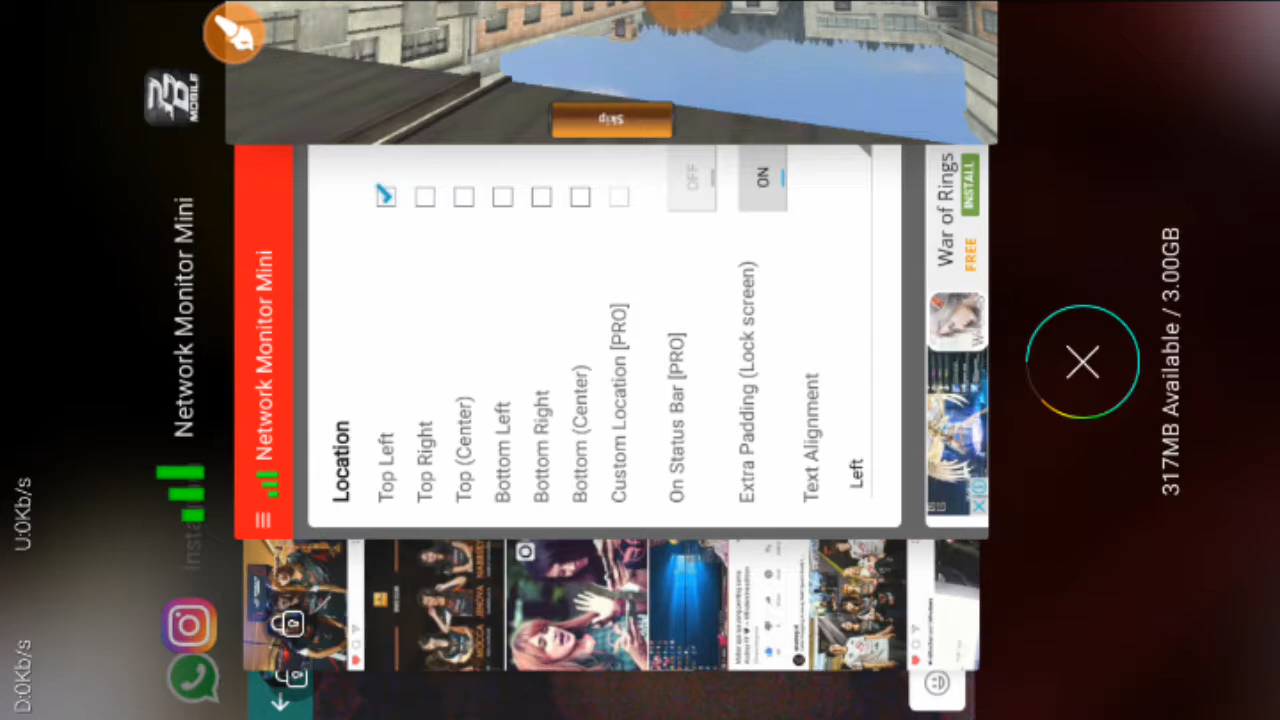 D:0Kb/s
U:0Kb/s
Network Monitor Mini
MOBILE
Network Monitor Mini
Location
Top Left
Top Right
Top (Center)
Bottom Left
Bottom Right
Bottom (Center)
Custom Location [PRO]
On Status Bar [PRO]
OFF
Extra Padding (Lock screen)
ON
Text Alignment
Left
War of Rings
FREE
INSTALL
Skip
317MB Available / 3.00GB